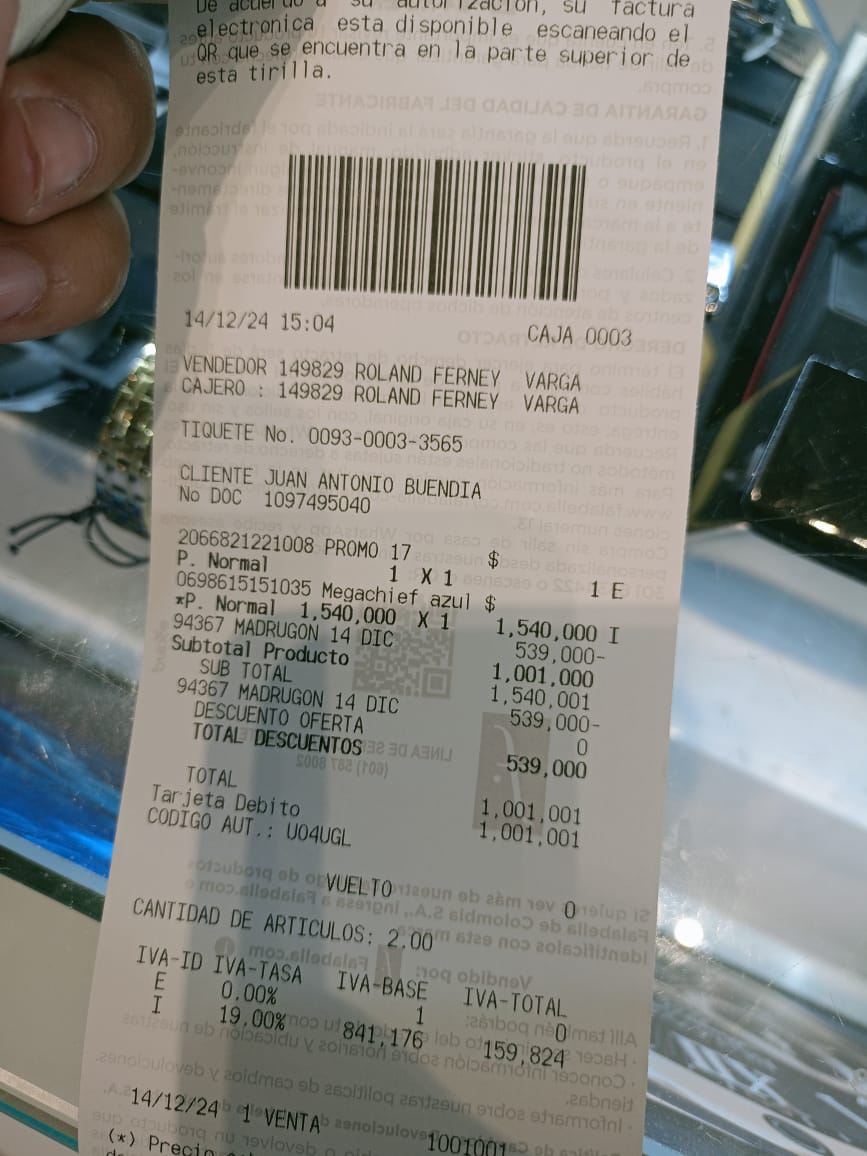 De acuerdo a su autorización, su factura
electronica esta disponible escaneando el
QR que se encuentra en la parte superior de
esta tirilla.
14/12/24 15:04 CAJA 0003
VENDEDOR 149829 ROLAND FERNEY VARGA
CAJERO : 149829 ROLAND FERNEY VARGA
TIQUETE No. 0093-0003-3565
CLIENTE JUAN ANTONIO BUENDIA
No DOC 1097495040
2066821221008 PROMO 17 $
P. Normal 1 X 1 1 E
0698615151035 Megachief azul $
*P. Normal 1,540,000 X 1 1,540,000 I
94367 MADRUGON 14 DIC 539,000-
Subtotal Producto 1,001,000
SUB TOTAL 1,540,001
94367 MADRUGON 14 DIC 539,000-
DESCUENTO OFERTA 0
TOTAL DESCUENTOS 539,000
TOTAL 1,001,001
Tarjeta Debito 1,001,001
CODIGO AUT.: U04UGL
VUELTO 0
CANTIDAD DE ARTICULOS: 2.00
IVA-ID IVA-TASA IVA-BASE IVA-TOTAL
E 0.00% 1 0
I 19.00% 841,176 159,824
14/12/24 1 VENTA 1001001
(*) Precio